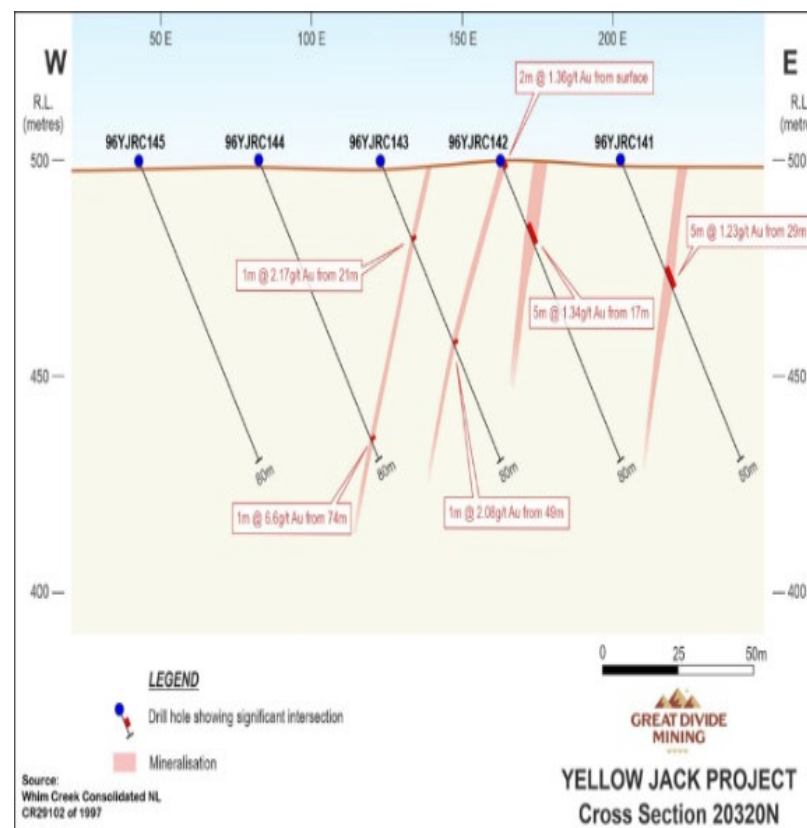 50 E 100 E 150 E 200 E
W
E
R.L.
(metres)
R.L.
(metres)
2m @ 1.36g/t Au from surface
96YJRC145 96YJRC144 96YJRC143 96YJRC142 96YJRC141
500
500
5m @ 1.23g/t Au from 29m
1m @ 2.17g/t Au from 21m
5m @ 1.34g/t Au from 17m
450
450
80m 80m 80m 80m 80m
1m @ 6.6g/t Au from 74m
1m @ 2.08g/t Au from 49m
400
400
0 25 50m
LEGEND
Drill hole showing significant intersection
Mineralisation
GREAT DIVIDE
MINING
Source:
Whim Creek Consolidated NL
CR29102 of 1997
YELLOW JACK PROJECT
Cross Section 20320N